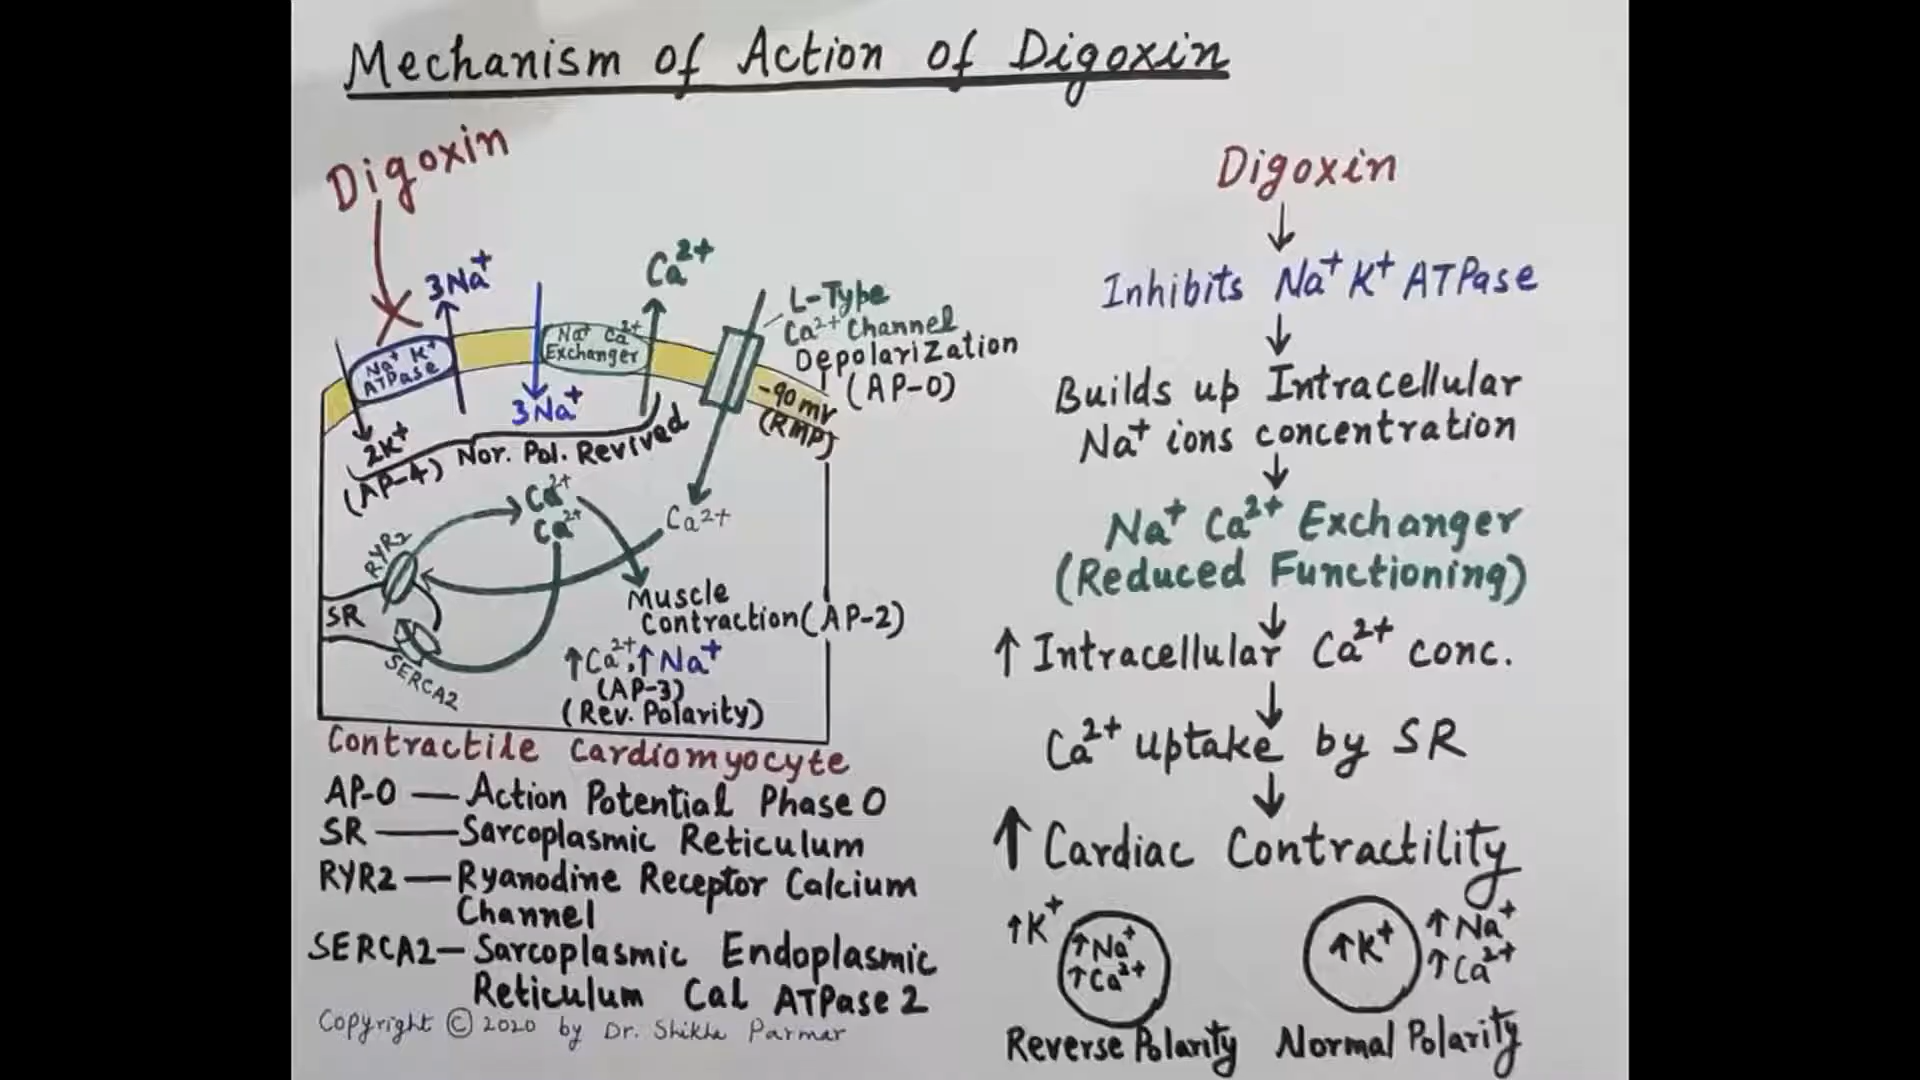 Mechanism of Action of Digoxin
Digoxin
3Na+
Ca2+
L-Type
Ca2+ Channel
Depolarization
(AP-0)
Na+ K+
ATPase
Na+ Ca2+
Exchanger
-90 mv
(RMP)
2K+
3Na+
(AP-4)
Nor. Pol. Revived
Ca2+
Ca2+
Ca2+
RYR2
SR
SERCA2
Muscle
Contraction (AP-2)
↑Ca2+, ↑Na+
(AP-3)
(Rev. Polarity)
Contractile Cardiomyocyte
AP-0 — Action Potential Phase 0
SR — Sarcoplasmic Reticulum
RYR2 — Ryanodine Receptor Calcium
Channel
SERCA2 — Sarcoplasmic Endoplasmic
Reticulum Cal ATPase 2
Copyright © 2020 by Dr. Shikha Parmar
Digoxin
↓
Inhibits Na+ K+ ATPase
↓
Builds up Intracellular
Na+ ions concentration
↓
Na+ Ca2+ Exchanger
(Reduced Functioning)
↓
↑ Intracellular Ca2+ conc.
↓
Ca2+ uptake by SR
↓
↑ Cardiac Contractility
↑K+
↑Na+
↑Ca2+
Reverse Polarity
↑K+
↑Na+
↑Ca2+
Normal Polarity